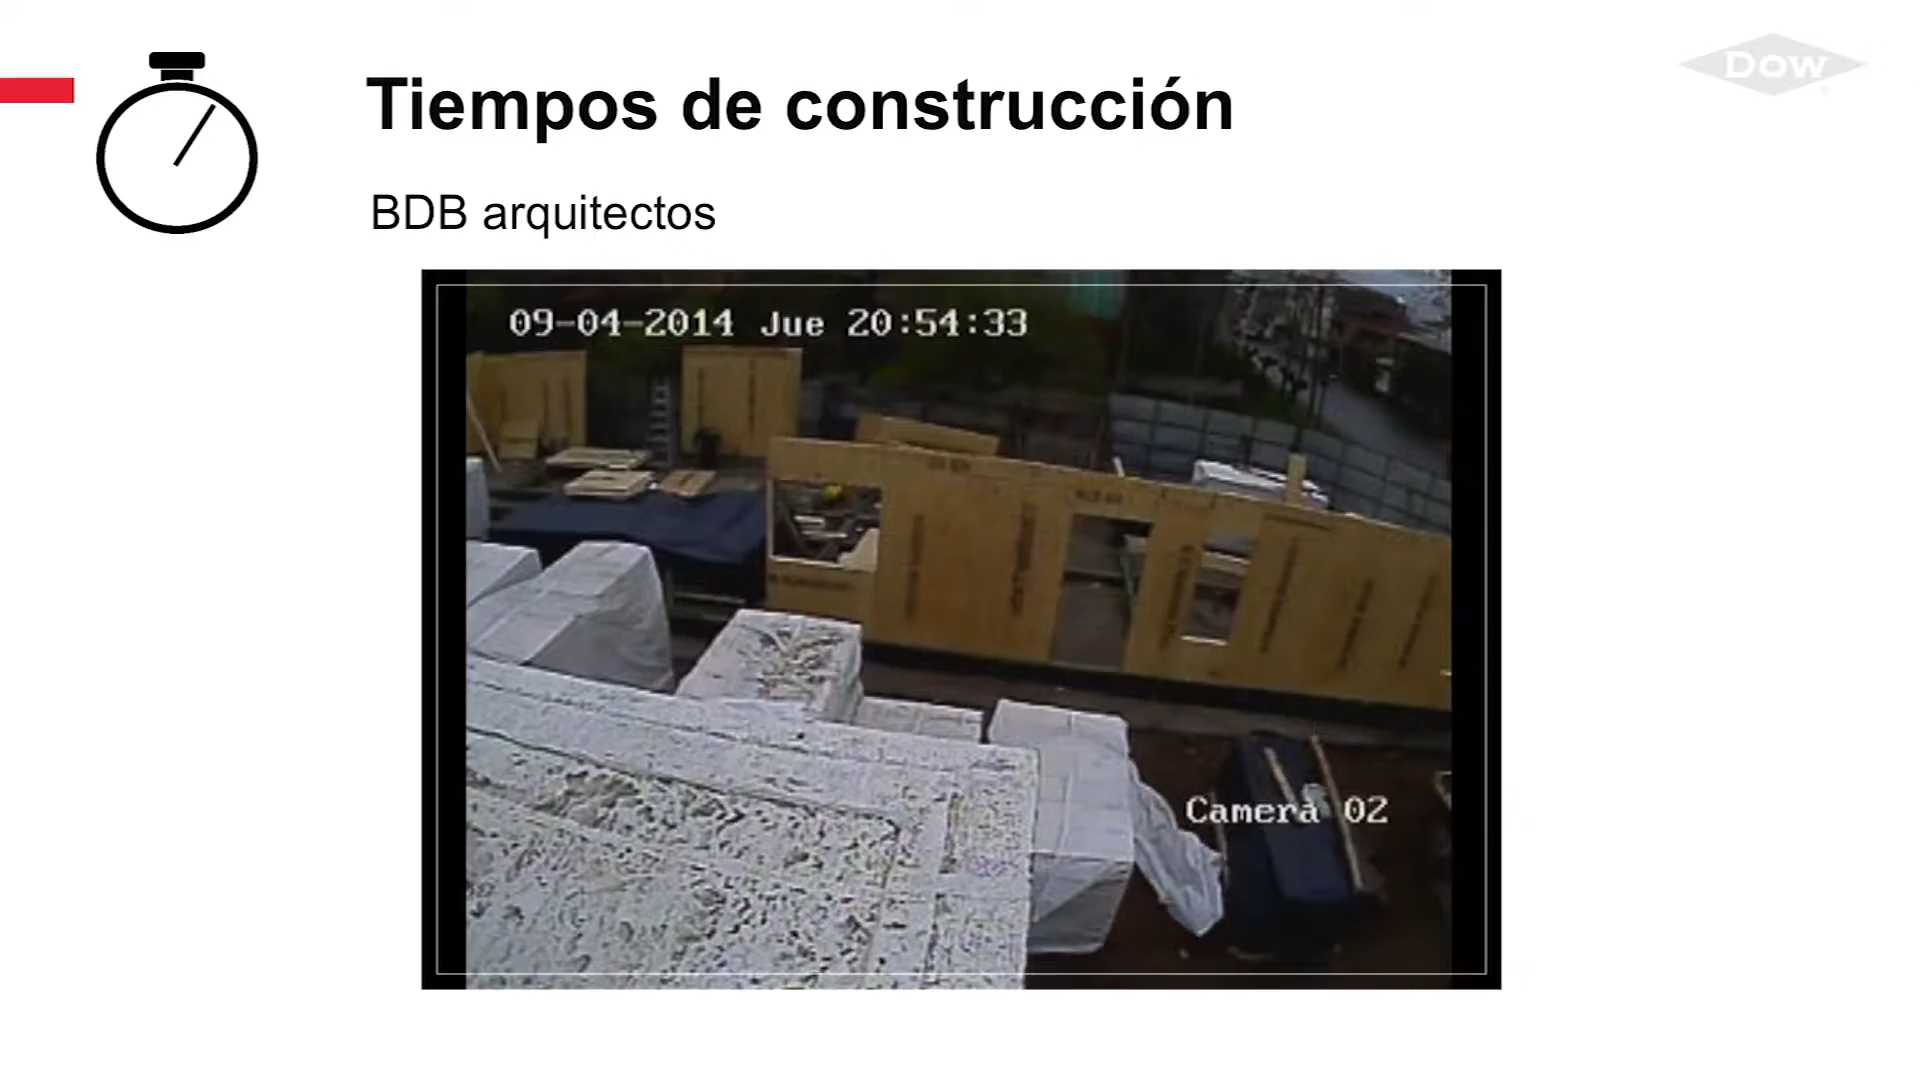 Tiempos de construcción
Dow
BDB arquitectos
09-04-2014 Jue 20:54:33
Camera 02